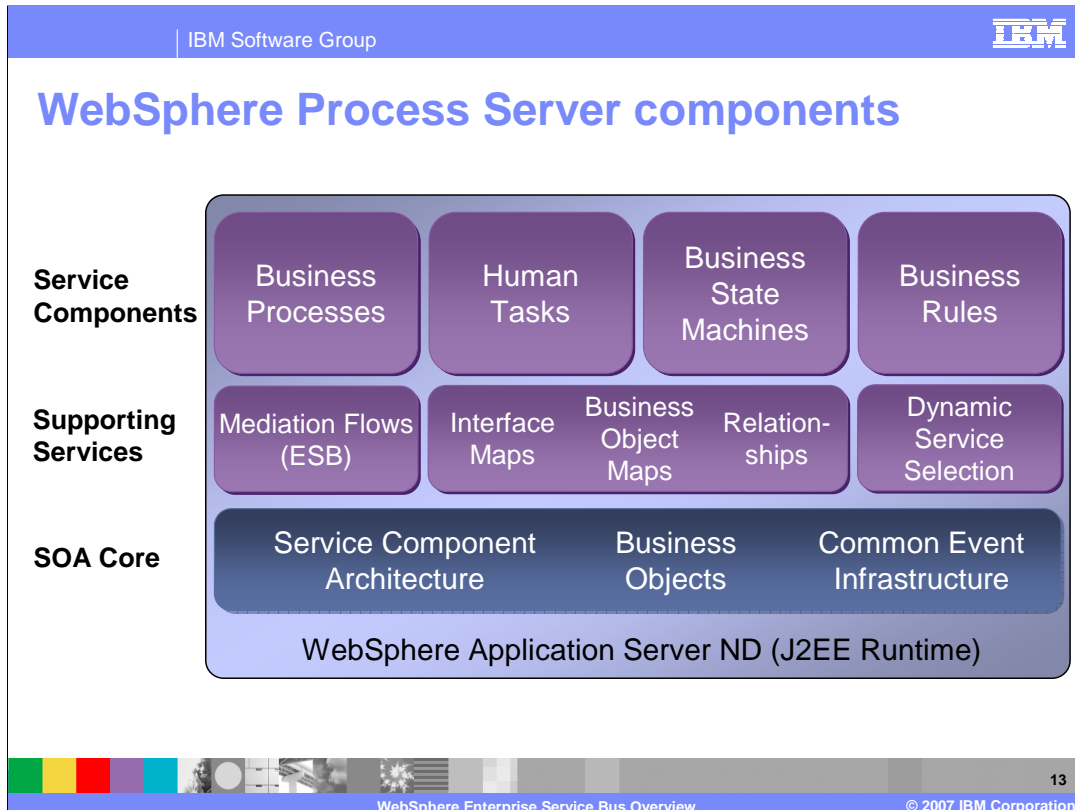 IBM Software Group
IBM
WebSphere Process Server components
Service
Components
Business
Processes
Human
Tasks
Business
State
Machines
Business
Rules
Supporting
Services
Mediation Flows
(ESB)
Interface
Maps
Business
Object
Maps
Relation-
ships
Dynamic
Service
Selection
SOA Core
Service Component
Architecture
Business
Objects
Common Event
Infrastructure
WebSphere Application Server ND (J2EE Runtime)
13
WebSphere Enterprise Service Bus Overview
© 2007 IBM Corporation